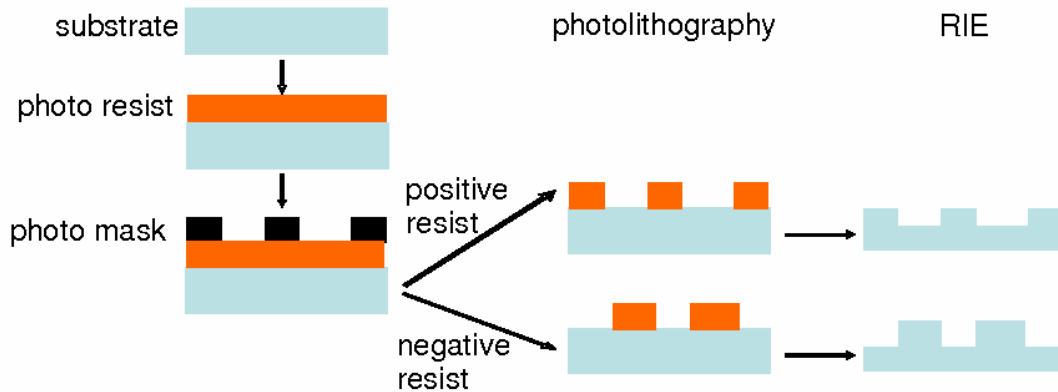 substrate
photolithography
RIE
photo resist
photo mask
positive
resist
negative
resist